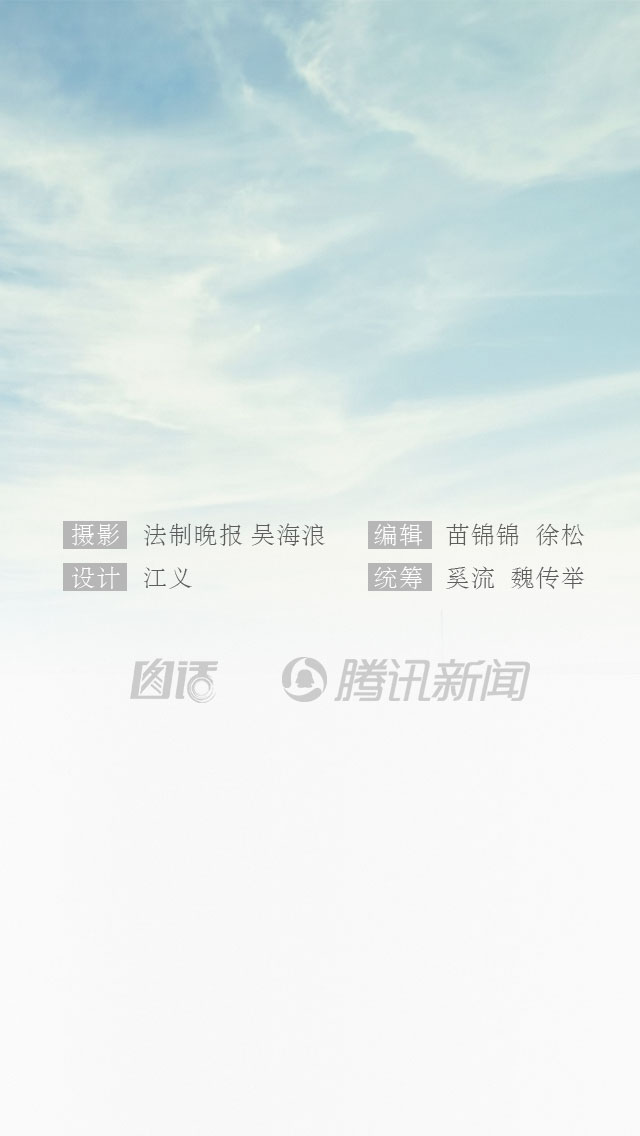 摄影 法制晚报 吴海浪 编辑 苗锦锦 徐松
设计 江义 统筹 奚流 魏传举
图话 腾讯新闻